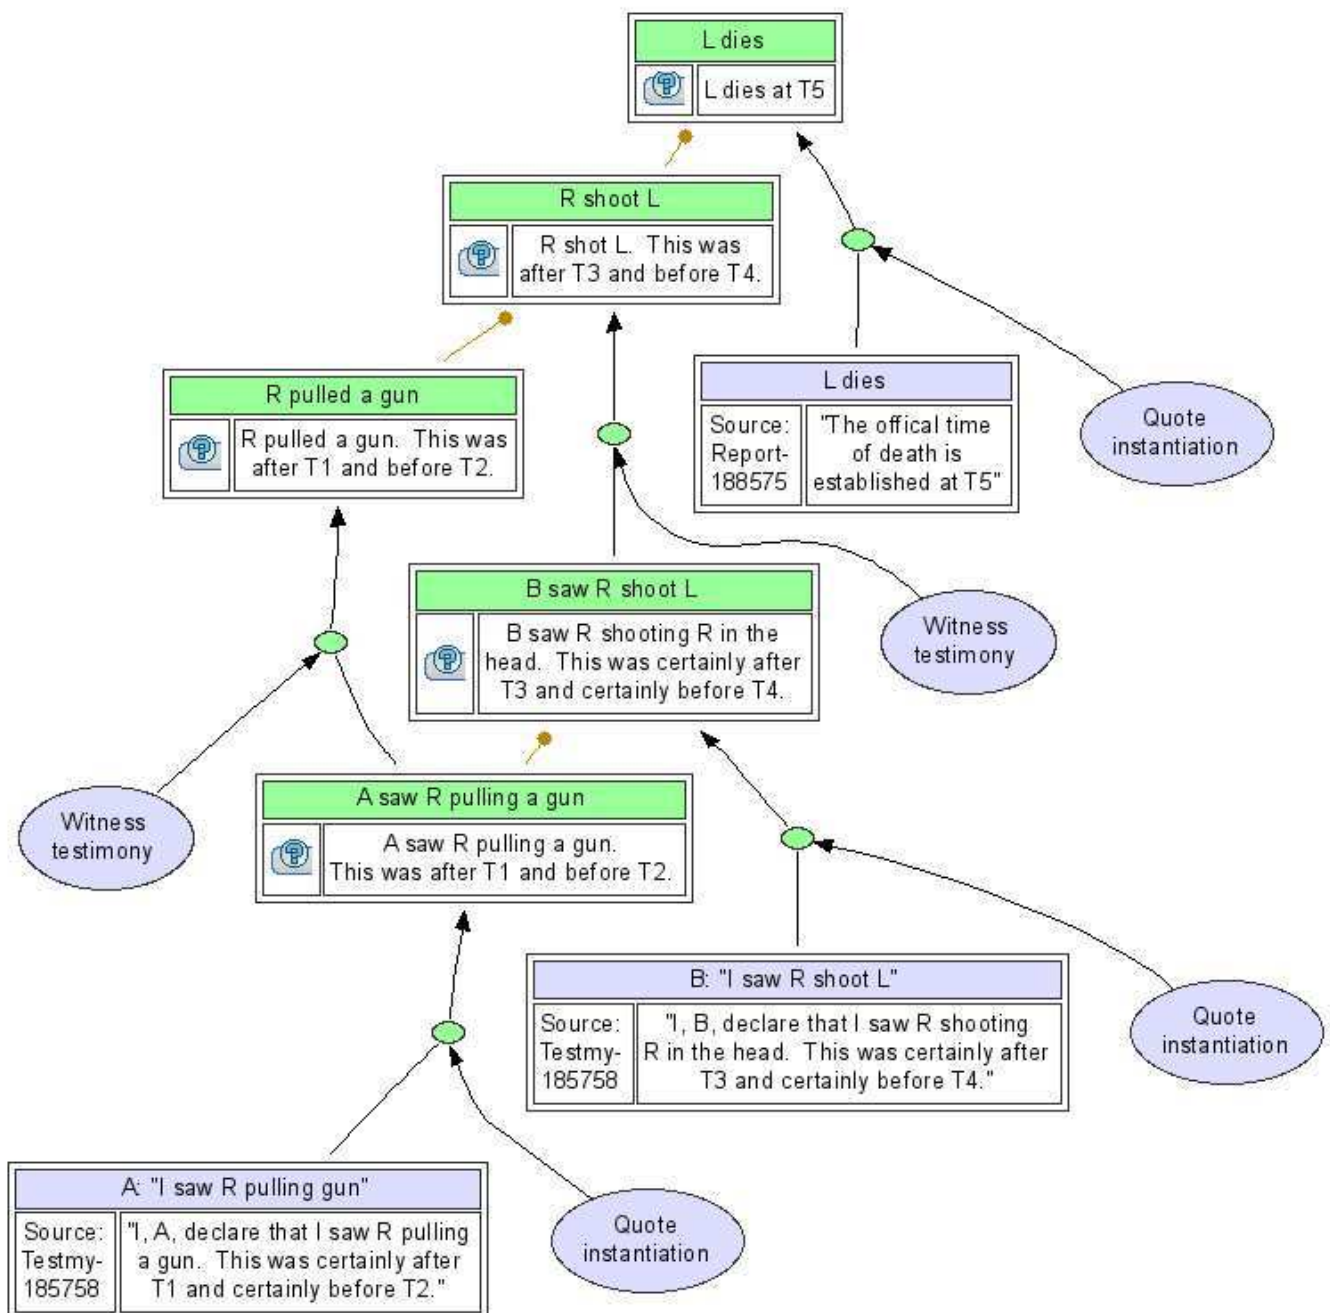 L dies
L dies at T5
R shoot L
R shot L. This was
after T3 and before T4.
R pulled a gun
R pulled a gun. This was
after T1 and before T2.
L dies
Source:
Report-
188575
"The offical time
of death is
established at T5"
Quote
instantiation
B saw R shoot L
B saw R shooting R in the
head. This was certainly after
T3 and certainly before T4.
Witness
testimony
A saw R pulling a gun
A saw R pulling a gun.
This was after T1 and before T2.
Witness
testimony
B: "I saw R shoot L"
Source:
Testmy-
185758
"I, B, declare that I saw R shooting
R in the head. This was certainly after
T3 and certainly before T4."
Quote
instantiation
A: "I saw R pulling gun"
Source:
Testmy-
185758
"I, A, declare that I saw R pulling
a gun. This was certainly after
T1 and certainly before T2."
Quote
instantiation